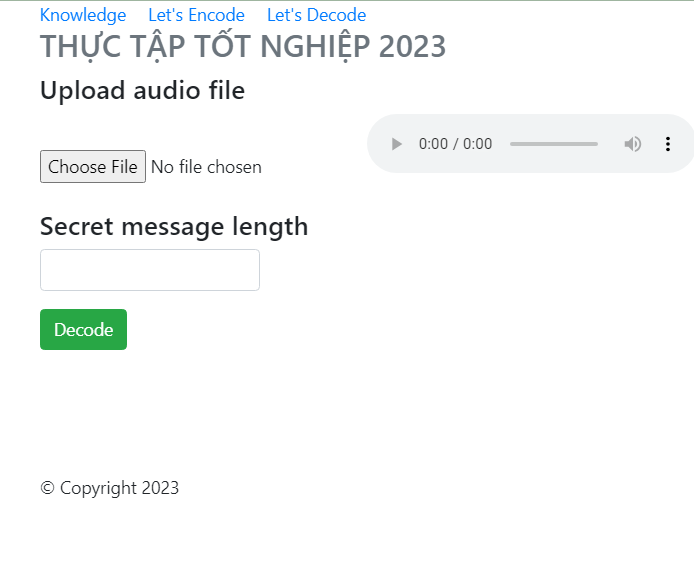 Knowledge Let's Encode Let's Decode
THỰC TẬP TỐT NGHIỆP 2023
Upload audio file
0:00 / 0:00
Choose File No file chosen
Secret message length
Decode
© Copyright 2023